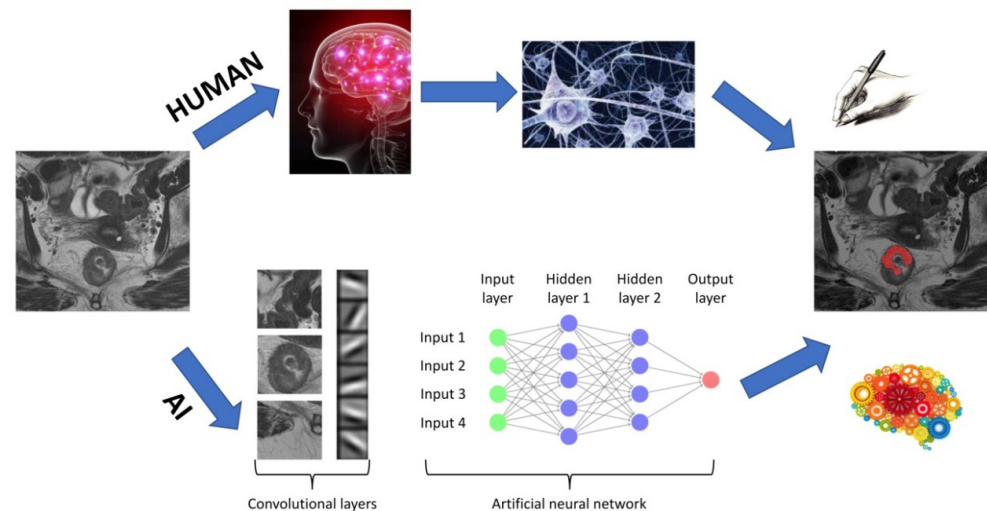 HUMAN
AI
Input
layer
Hidden
layer 1
Hidden
layer 2
Output
layer
Input 1
Input 2
Input 3
Input 4
Convolutional layers
Artificial neural network